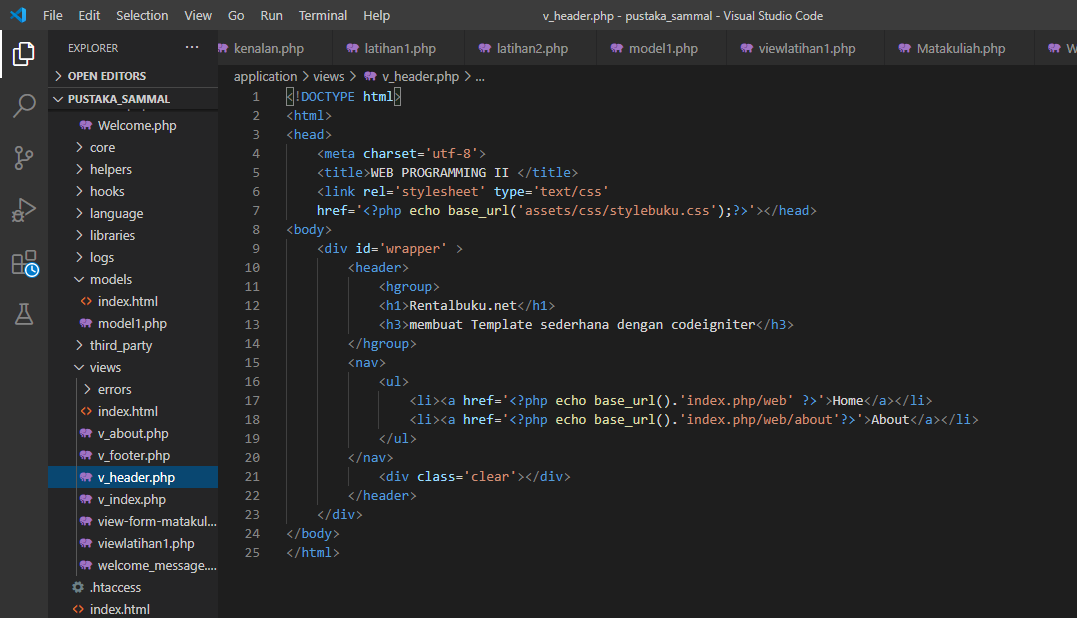 File Edit Selection View Go Run Terminal Help v_header.php - pustaka_sammal - Visual Studio Code
EXPLORER ...
OPEN EDITORS
PUSTAKA_SAMMAL
Welcome.php
core
helpers
hooks
language
libraries
logs
models
index.html
model1.php
third_party
views
errors
index.html
v_about.php
v_footer.php
v_header.php
v_index.php
view-form-matakul...
viewlatihan1.php
welcome_message....
.htaccess
index.html
kenalan.php latihan1.php latihan2.php model1.php viewlatihan1.php Matakuliah.php W
application > views > v_header.php > ...
1 <!DOCTYPE html>
2 <html>
3 <head>
4 <meta charset='utf-8'>
5 <title>WEB PROGRAMMING II </title>
6 <link rel='stylesheet' type='text/css'
7 href='<?php echo base_url('assets/css/stylebuku.css');?>'></head>
8 <body>
9 <div id='wrapper' >
10 <header>
11 <hgroup>
12 <h1>Rentalbuku.net</h1>
13 <h3>membuat Template sederhana dengan codeigniter</h3>
14 </hgroup>
15 <nav>
16 <ul>
17 <li><a href='<?php echo base_url().'index.php/web' ?>'>Home</a></li>
18 <li><a href='<?php echo base_url().'index.php/web/about'?>'>About</a></li>
19 </ul>
20 </nav>
21 <div class='clear'></div>
22 </header>
23 </div>
24 </body>
25 </html>